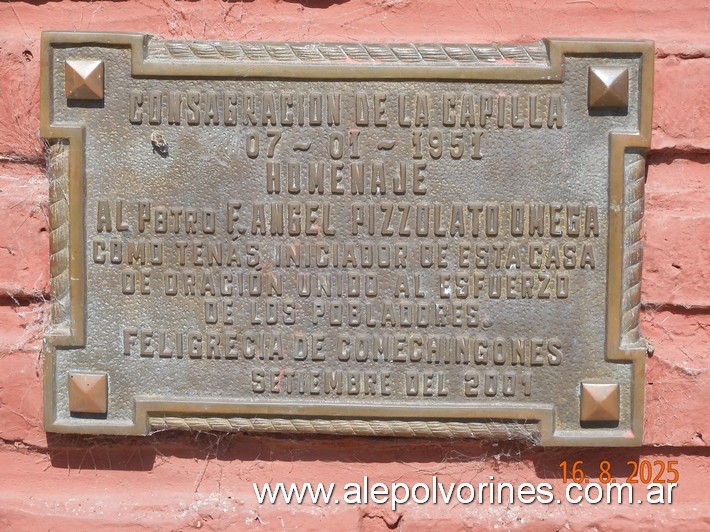 CONSAGRACION DE LA CAPILLA
07 ~ 01 ~ 1951
HOMENAJE
AL Pbtro F. ANGEL PIZZOLATO OMEGA
COMO TENÁS, INICIADOR DE ESTA CASA
DE ORACIÓN UNIDO AL ESFUERZO
DE LOS POBLADORES.
FELIGRECIA DE COMECHINGONES
SETIEMBRE DEL 2001
16.8.2025
www.alepolvorines.com.ar